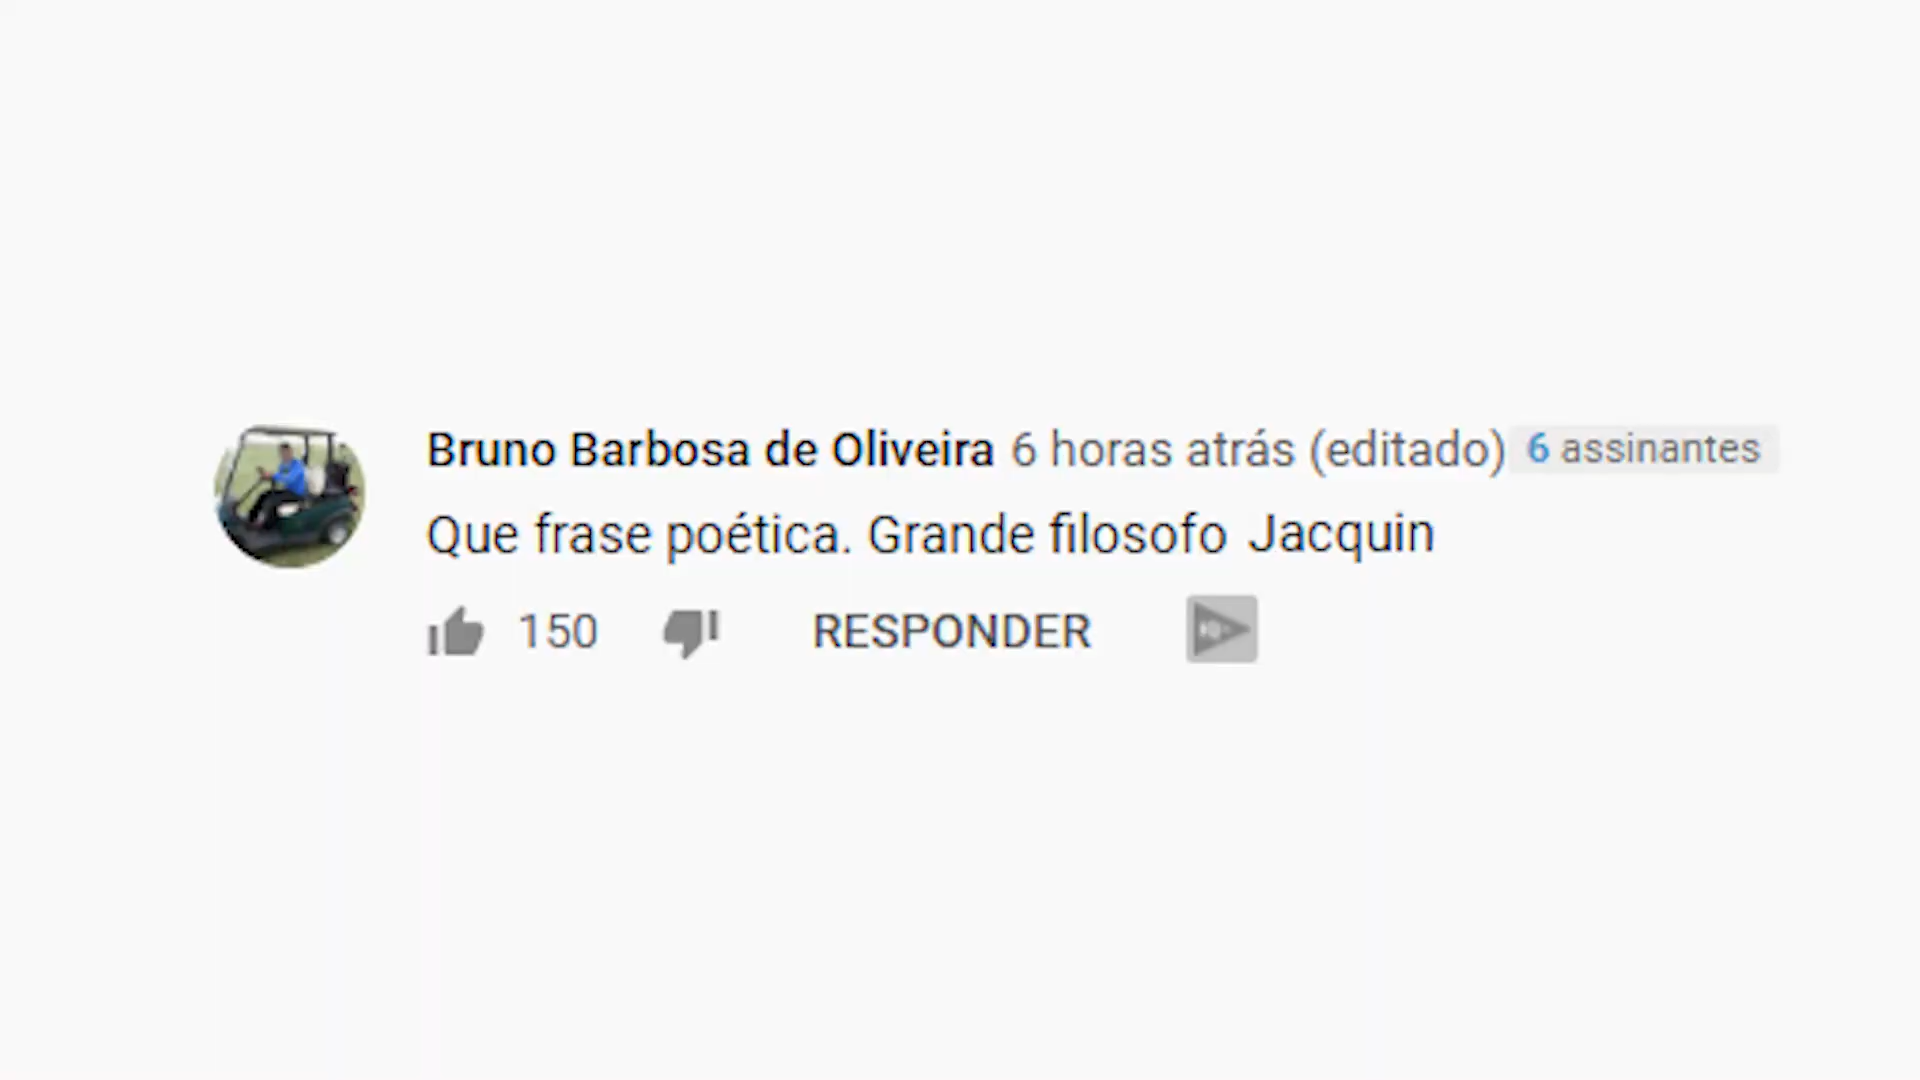 Bruno Barbosa de Oliveira 6 horas atrás (editado) 6 assinantes
Que frase poética. Grande filosofo Jacquin
150 RESPONDER